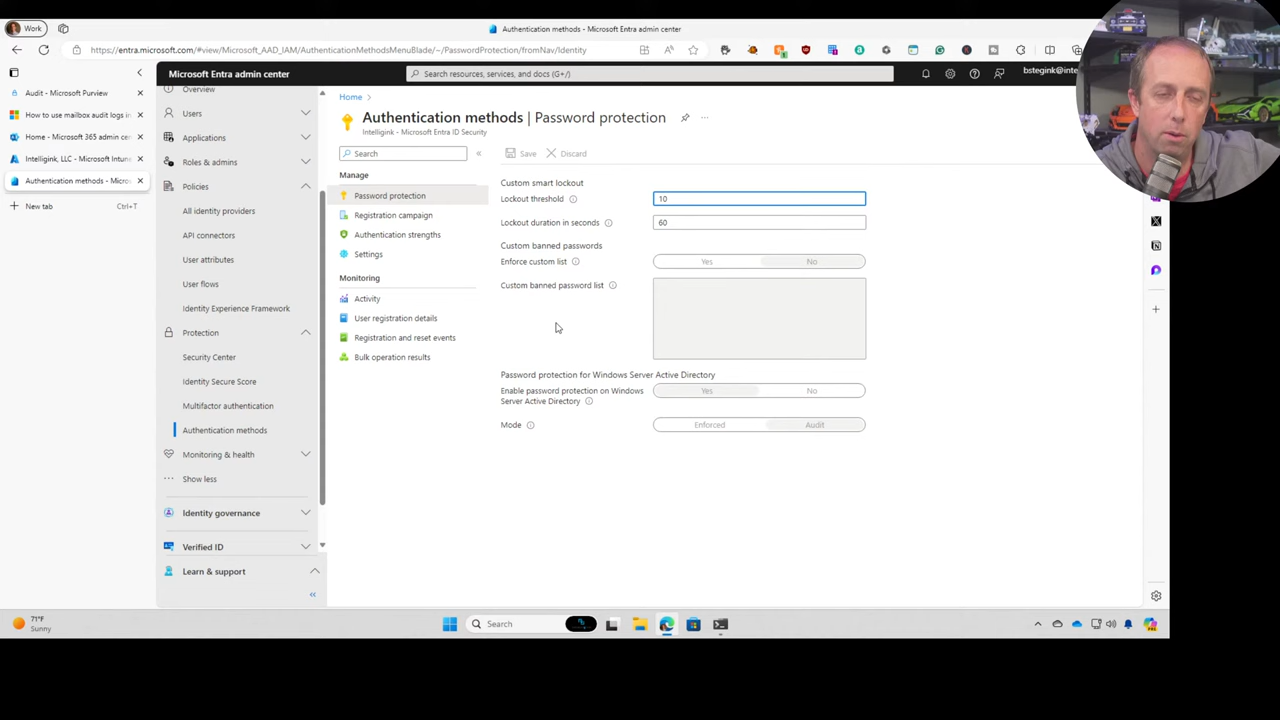 Work
Authentication methods - Microsoft Entra admin center
https://entra.microsoft.com/#view/Microsoft_AAD_IAM/AuthenticationMethodsMenuBlade/~/PasswordProtection/fromNav/Identity
Audit - Microsoft Purview
How to use mailbox audit logs in
Home - Microsoft 365 admin cen
Intelligink, LLC - Microsoft Intune
Authentication methods - Micros
New tab
Ctrl+T
Microsoft Entra admin center
Search resources, services, and docs (G+/)
bstegink@inte
Overview
Users
Applications
Roles & admins
Policies
All identity providers
API connectors
User attributes
User flows
Identity Experience Framework
Protection
Security Center
Identity Secure Score
Multifactor authentication
Authentication methods
Monitoring & health
Show less
Identity governance
Verified ID
Learn & support
Home
Authentication methods | Password protection
Intelligink - Microsoft Entra ID Security
Search
Manage
Password protection
Registration campaign
Authentication strengths
Settings
Monitoring
Activity
User registration details
Registration and reset events
Bulk operation results
Save
Discard
Custom smart lockout
Lockout threshold
10
Lockout duration in seconds
60
Custom banned passwords
Enforce custom list
Yes
No
Custom banned password list
Password protection for Windows Server Active Directory
Enable password protection on Windows
Server Active Directory
Yes
No
Mode
Enforced
Audit
71°F
Sunny
Search